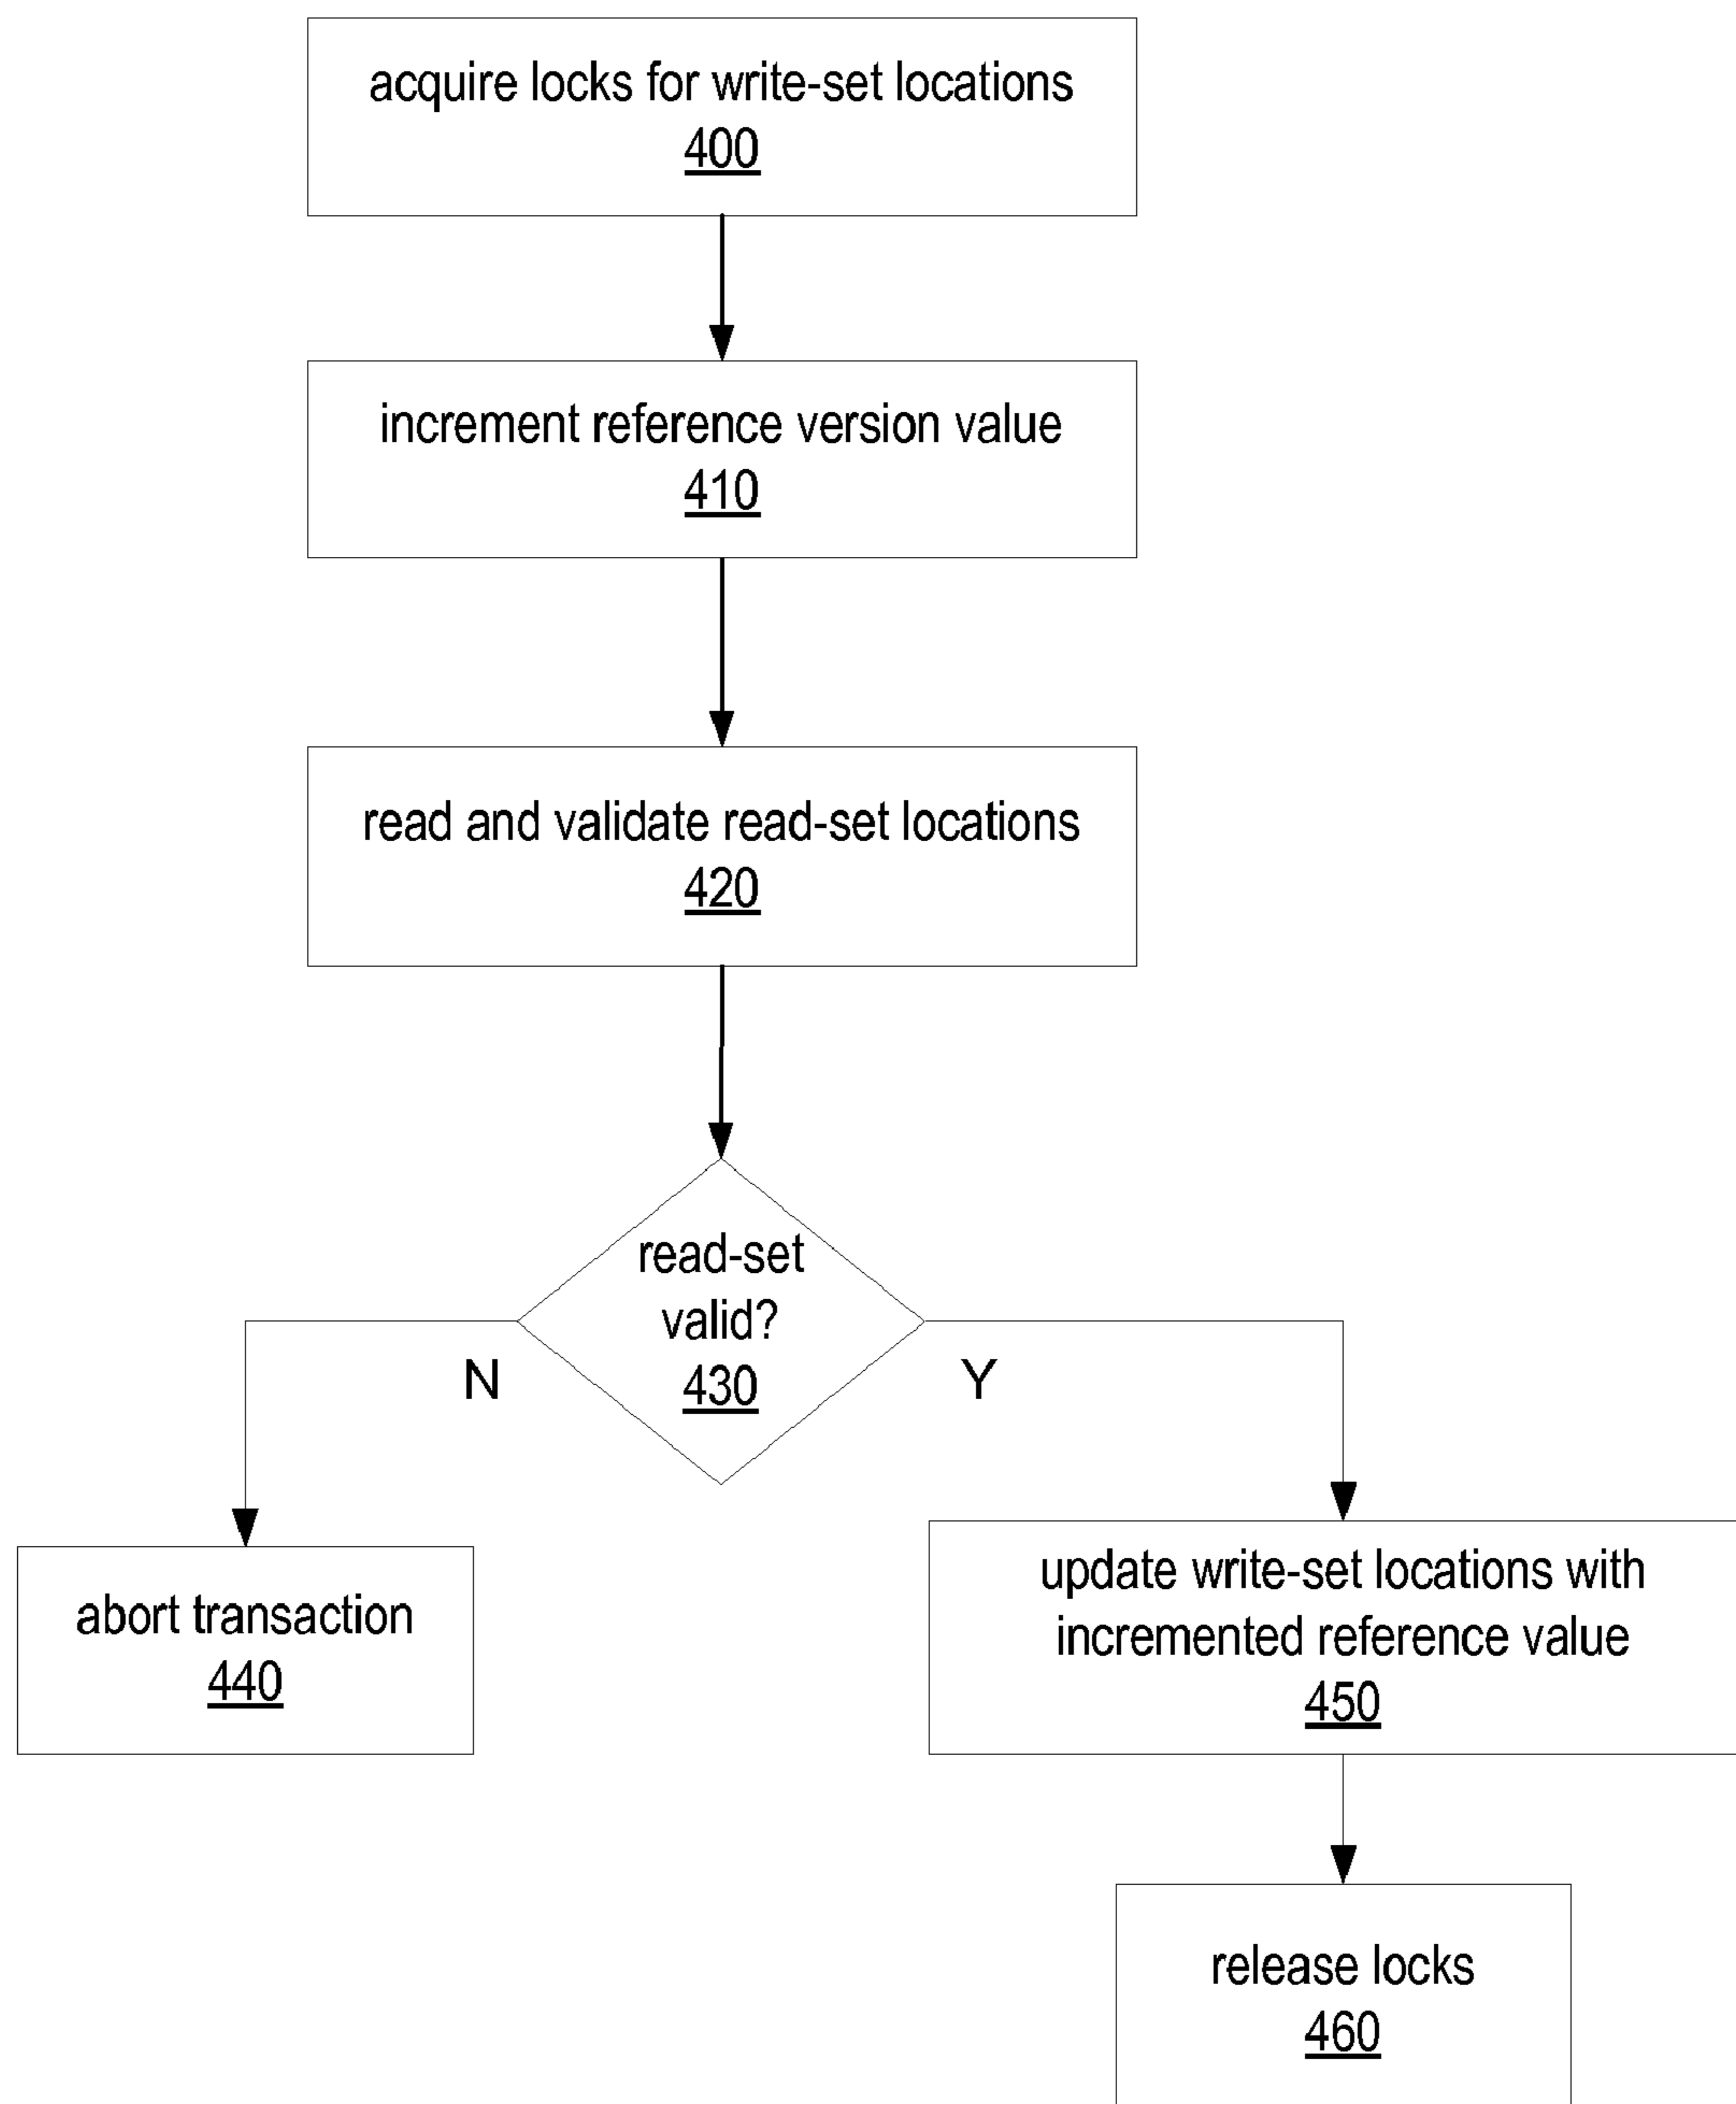 acquire locks for write-set locations
400
increment reference version value
410
read and validate read-set locations
420
read-set
valid?
430
N
Y
abort transaction
440
update write-set locations with
incremented reference value
450
release locks
460